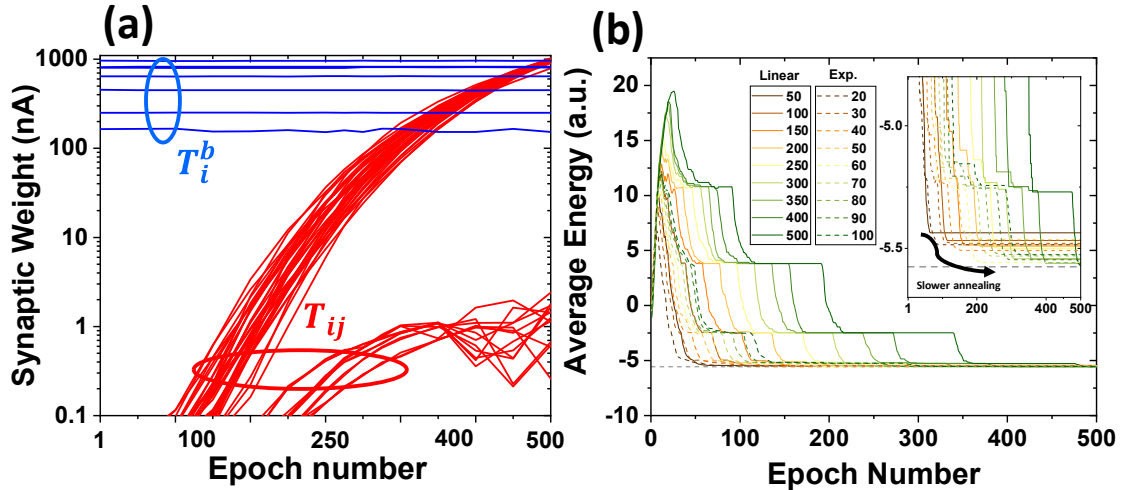 (a)
Synaptic Weight (nA)
1000
100
10
1
0.1
T_i^b
T_ij
1 100 250 400 500
Epoch number
(b)
Average Energy (a.u.)
20
15
10
5
0
-5
-10
Linear Exp.
50 20
100 30
150 40
200 50
250 60
300 70
350 80
400 90
500 100
-5.0
-5.5
Slower annealing
1 200 400 500
0 100 200 300 400 500
Epoch Number